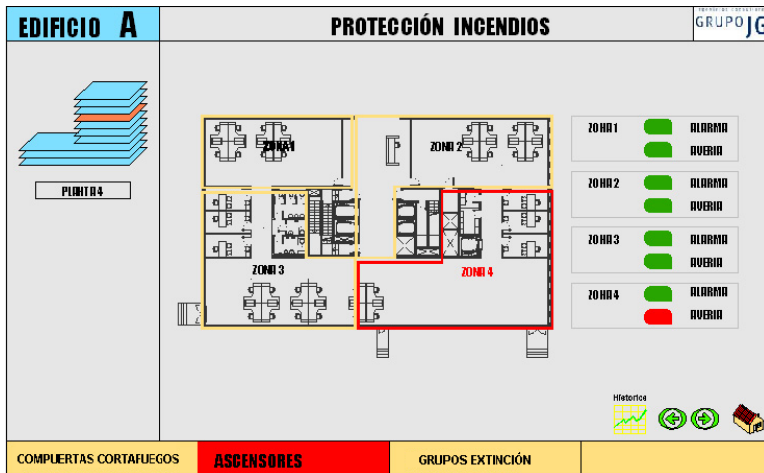 EDIFICIO A
PROTECCIÓN INCENDIOS
GRUPO JG
PLANTA 4
ZONA 1
ZONA 2
ZONA 3
ZONA 4
ZONA 1 ALARMA
AVERIA
ZONA 2 ALARMA
AVERIA
ZONA 3 ALARMA
AVERIA
ZONA 4 ALARMA
AVERIA
Historico
COMPUERTAS CORTAFUEGOS
ASCENSORES
GRUPOS EXTINCIÓN